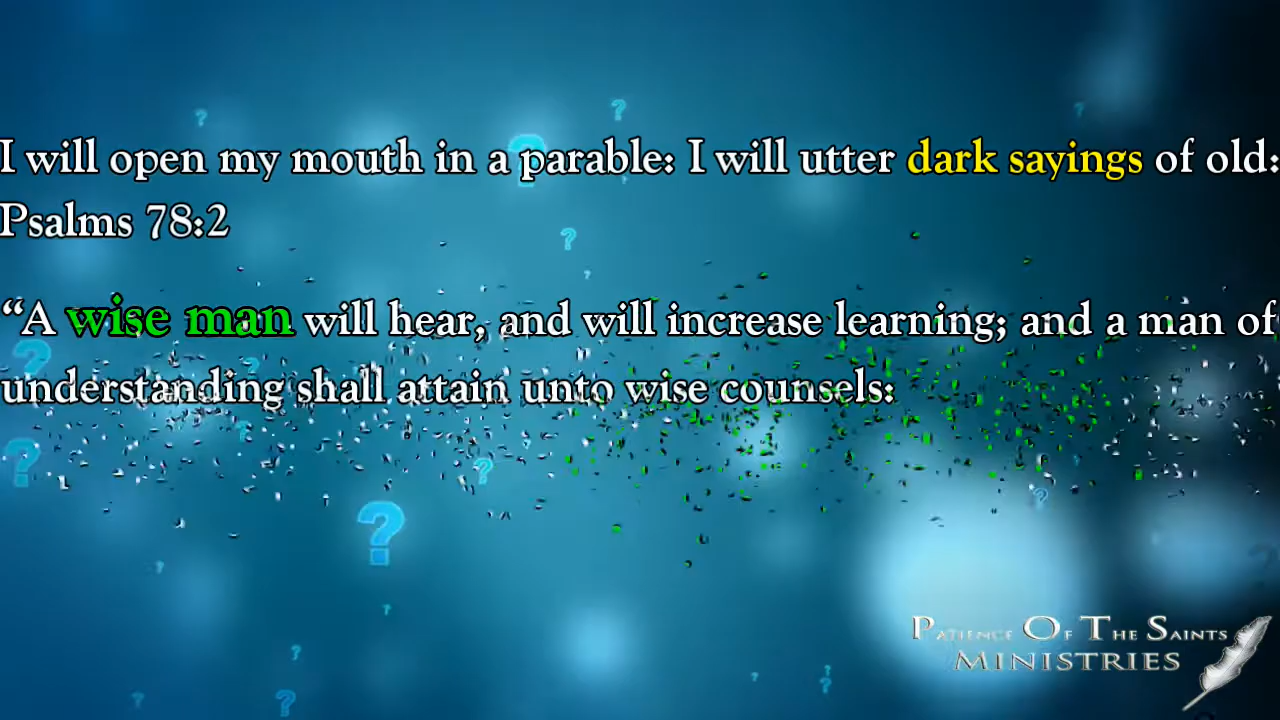 I will open my mouth in a parable: I will utter dark sayings of old:
Psalms 78:2
“A wise man will hear, and will increase learning; and a man of
understanding shall attain unto wise counsels:
Patience Of The Saints
Ministries